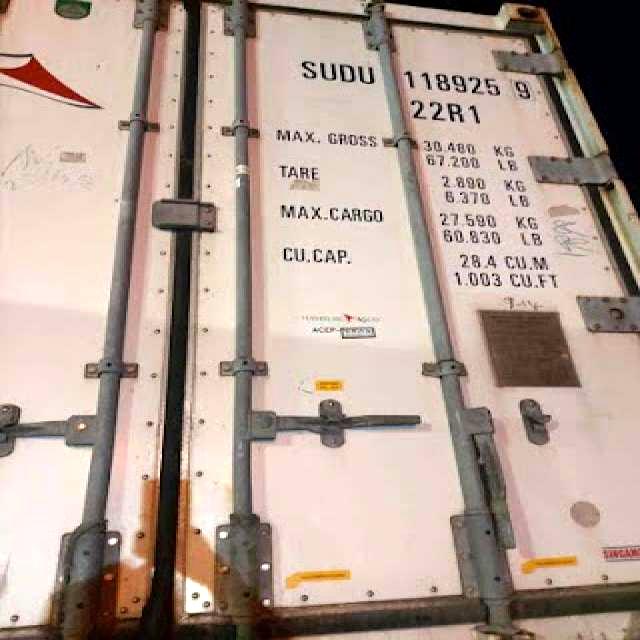 SUDU 118925 9
22R1
MAX. GROSS 30.480 KG
67.200 LB
TARE 2.890 KG
6.370 LB
MAX.CARGO 27.590 KG
60.830 LB
CU.CAP. 28.4 CU.M
1.003 CU.FT